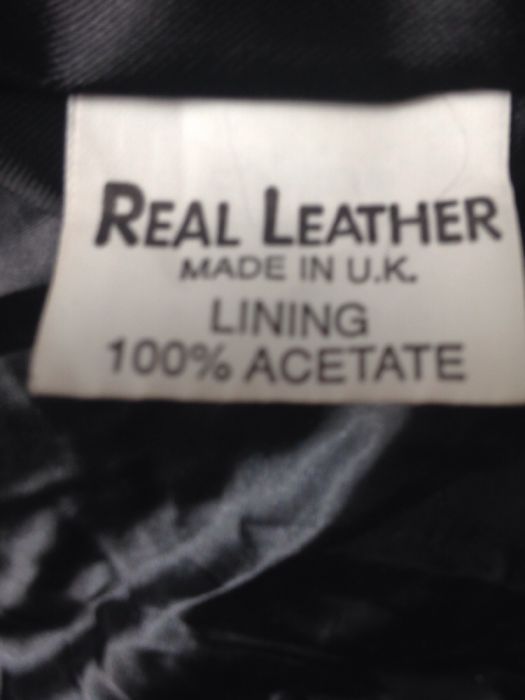 REAL LEATHER
MADE IN U.K.
LINING
100% ACETATE